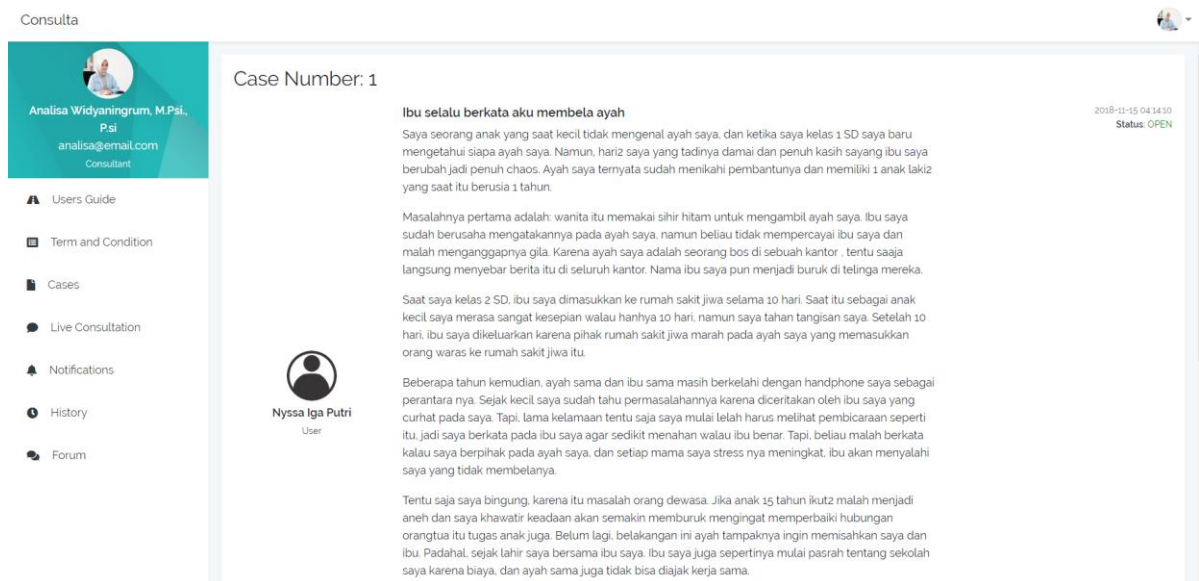 Consulta
Analisa Widyaningrum, M.Psi.,
P.si
analisa@email.com
Consultant
Users Guide
Term and Condition
Cases
Live Consultation
Notifications
History
Forum
Case Number: 1
Nyssa Iga Putri
User
Ibu selalu berkata aku membela ayah
Saya seorang anak yang saat kecil tidak mengenal ayah saya, dan ketika saya kelas 1 SD saya baru
mengetahui siapa ayah saya. Namun, hari2 saya yang tadinya damai dan penuh kasih sayang ibu saya
berubah jadi penuh chaos. Ayah saya ternyata sudah menikahi pembantunya dan memiliki 1 anak laki2
yang saat itu berusia 1 tahun.
Masalahnya pertama adalah: wanita itu memakai sihir hitam untuk mengambil ayah saya. Ibu saya
sudah berusaha mengatakannya pada ayah saya, namun beliau tidak mempercayai ibu saya dan
malah menganggapnya gila. Karena ayah saya adalah seorang bos di sebuah kantor , tentu saaja
langsung menyebar berita itu di seluruh kantor. Nama ibu saya pun menjadi buruk di telinga mereka.
Saat saya kelas 2 SD, ibu saya dimasukkan ke rumah sakit jiwa selama 10 hari. Saat itu sebagai anak
kecil saya merasa sangat kesepian walau hanhya 10 hari, namun saya tahan tangisan saya. Setelah 10
hari, ibu saya dikeluarkan karena pihak rumah sakit jiwa marah pada ayah saya yang memasukkan
orang waras ke rumah sakit jiwa itu.
Beberapa tahun kemudian, ayah sama dan ibu sama masih berkelahi dengan handphone saya sebagai
perantara nya. Sejak kecil saya sudah tahu permasalahannya karena diceritakan oleh ibu saya yang
curhat pada saya. Tapi, lama kelamaan tentu saja saya mulai lelah harus melihat pembicaraan seperti
itu, jadi saya berkata pada ibu saya agar sedikit menahan walau ibu benar. Tapi, beliau malah berkata
kalau saya berpihak pada ayah saya, dan setiap mama saya stress nya meningkat, ibu akan menyalahi
saya yang tidak membelanya.
Tentu saja saya bingung, karena itu masalah orang dewasa. Jika anak 15 tahun ikut2 malah menjadi
aneh dan saya khawatir keadaan akan semakin memburuk mengingat memperbaiki hubungan
orangtua itu tugas anak juga. Belum lagi, belakangan ini ayah tampaknya ingin memisahkan saya dan
ibu. Padahal, sejak lahir saya bersama ibu saya. Ibu saya juga sepertinya mulai pasrah tentang sekolah
saya karena biaya, dan ayah sama juga tidak bisa diajak kerja sama.
2018-11-15 04:14:10
Status: OPEN